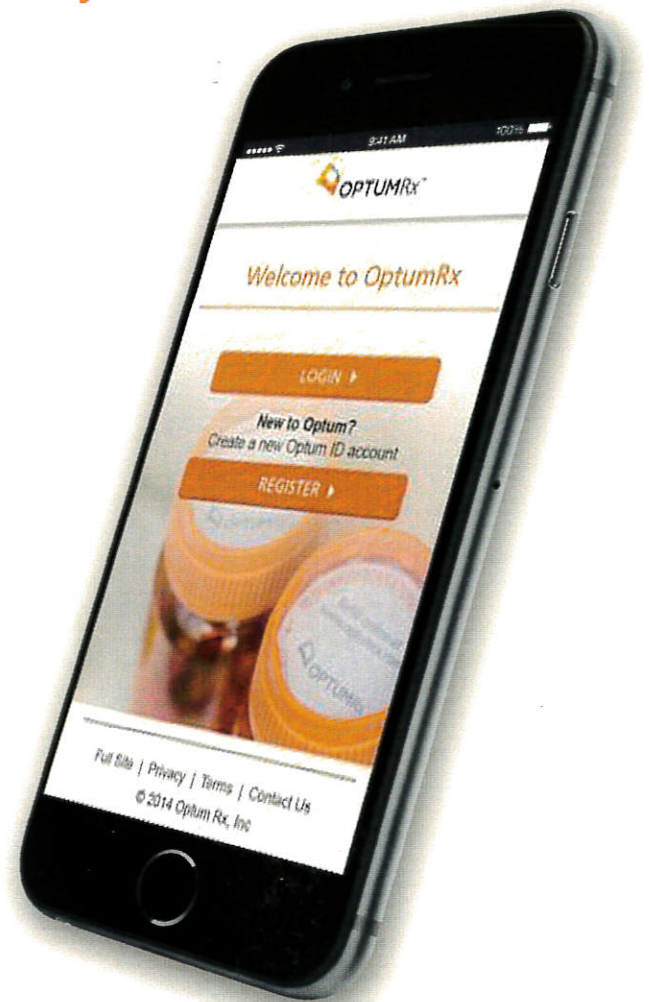 9:41 AM
100%
OPTUMRx™
Welcome to OptumRx
LOGIN
New to Optum?
Create a new Optum ID account
REGISTER
OPTUMRx
Full Site | Privacy | Terms | Contact Us
© 2014 Optum Rx, Inc